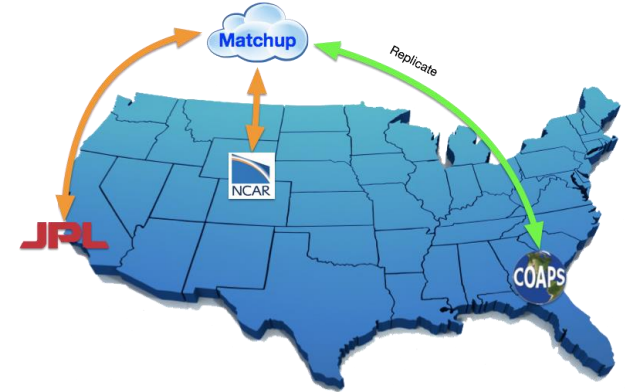 Matchup
Replicate
NCAR
JPL
COAPS